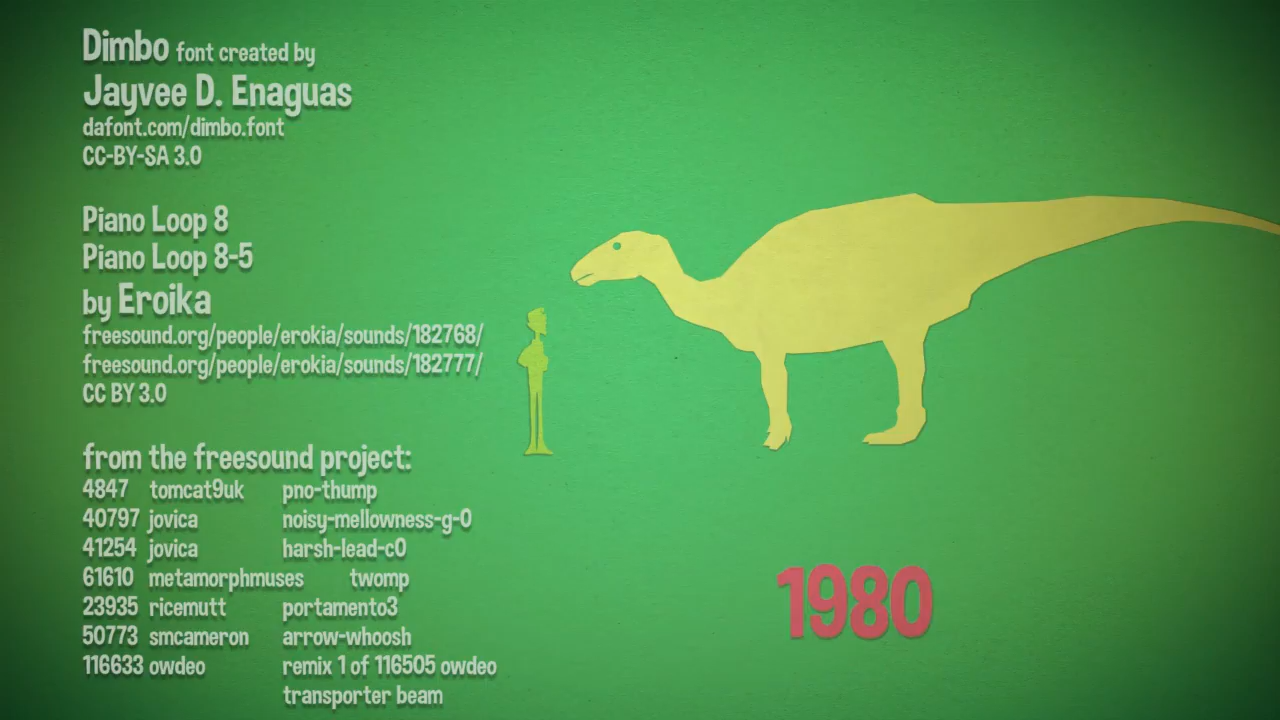 Dimbo font created by
Jayvee D. Enaguas
dafont.com/dimbo.font
CC-BY-SA 3.0
Piano Loop 8
Piano Loop 8-5
by Eroika
freesound.org/people/erokia/sounds/182768/
freesound.org/people/erokia/sounds/182777/
CC BY 3.0
from the freesound project:
4847 tomcat9uk pno-thump
40797 jovica noisy-mellowness-g-0
41254 jovica harsh-lead-c0
61610 metamorphmuses twomp
23935 ricemutt portamento3
50773 smcameron arrow-whoosh
116633 owdeo remix 1 of 116505 owdeo
transporter beam
1980